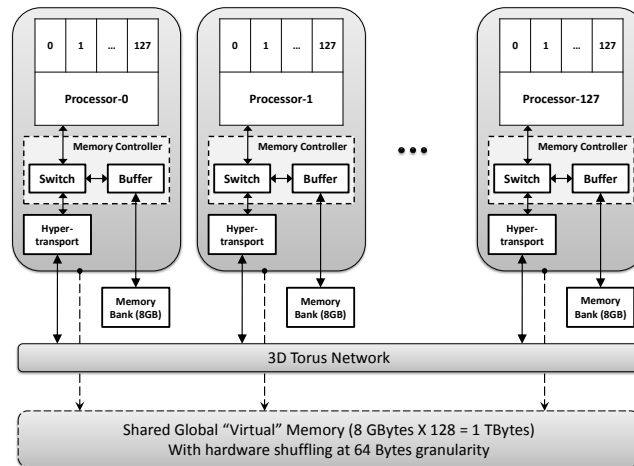 0 1 ... 127
Processor-0
Memory Controller
Switch
Buffer
Hyper-
transport
Memory
Bank (8GB)
0 1 ... 127
Processor-1
Memory Controller
Switch
Buffer
Hyper-
transport
Memory
Bank (8GB)
...
0 1 ... 127
Processor-127
Memory Controller
Switch
Buffer
Hyper-
transport
Memory
Bank (8GB)
3D Torus Network
Shared Global “Virtual” Memory (8 GBytes X 128 = 1 TBytes)
With hardware shuffling at 64 Bytes granularity